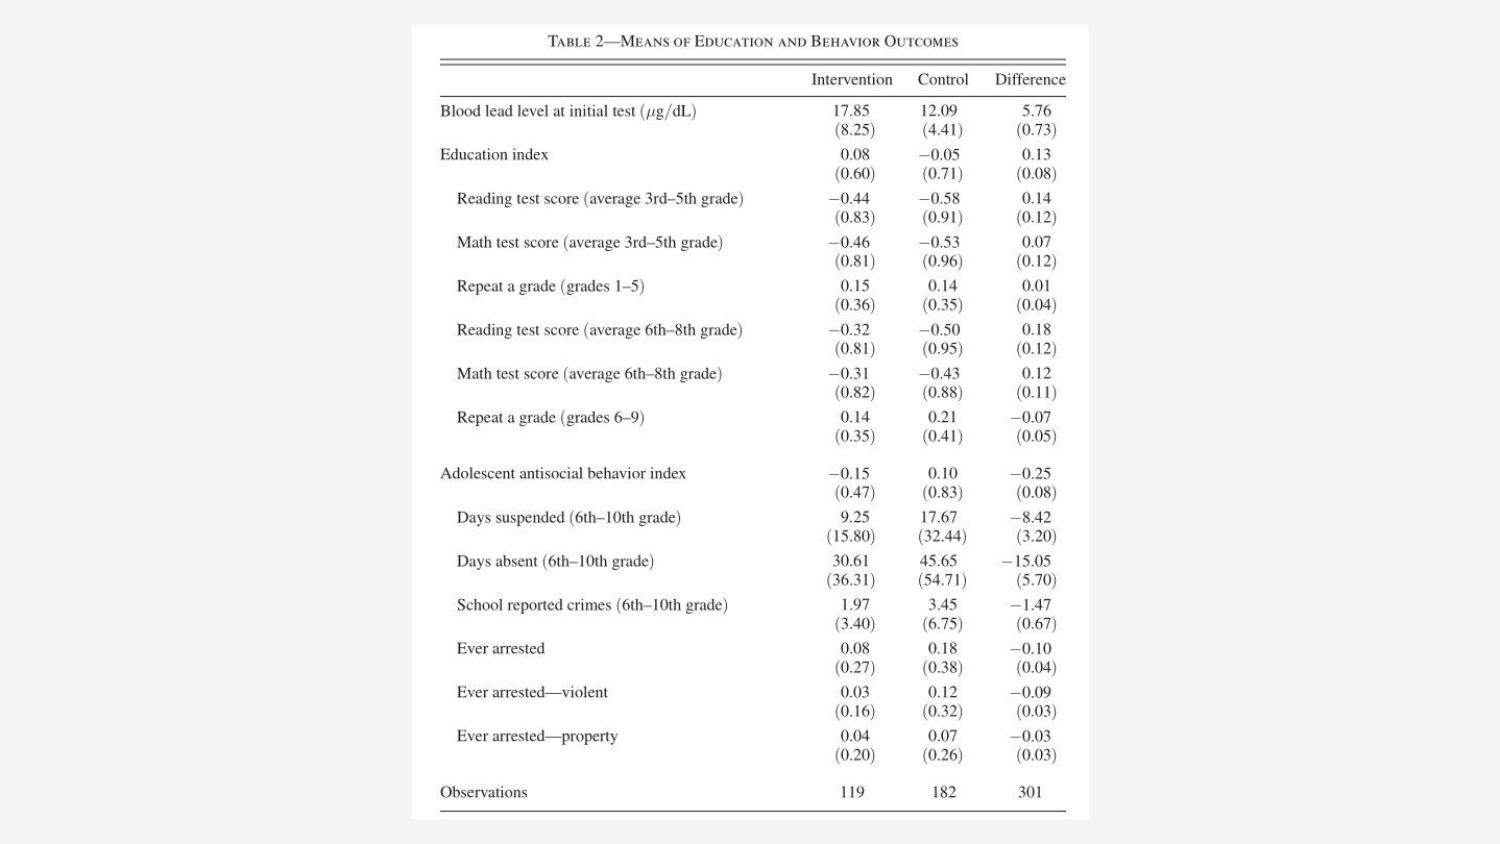 TABLE 2—MEANS OF EDUCATION AND BEHAVIOR OUTCOMES
Intervention Control Difference
Blood lead level at initial test (μg/dL) 17.85 12.09 5.76
(8.25) (4.41) (0.73)
Education index 0.08 −0.05 0.13
(0.60) (0.71) (0.08)
Reading test score (average 3rd–5th grade) −0.44 −0.58 0.14
(0.83) (0.91) (0.12)
Math test score (average 3rd–5th grade) −0.46 −0.53 0.07
(0.81) (0.96) (0.12)
Repeat a grade (grades 1–5) 0.15 0.14 0.01
(0.36) (0.35) (0.04)
Reading test score (average 6th–8th grade) −0.32 −0.50 0.18
(0.81) (0.95) (0.12)
Math test score (average 6th–8th grade) −0.31 −0.43 0.12
(0.82) (0.88) (0.11)
Repeat a grade (grades 6–9) 0.14 0.21 −0.07
(0.35) (0.41) (0.05)
Adolescent antisocial behavior index −0.15 0.10 −0.25
(0.47) (0.83) (0.08)
Days suspended (6th–10th grade) 9.25 17.67 −8.42
(15.80) (32.44) (3.20)
Days absent (6th–10th grade) 30.61 45.65 −15.05
(36.31) (54.71) (5.70)
School reported crimes (6th–10th grade) 1.97 3.45 −1.47
(3.40) (6.75) (0.67)
Ever arrested 0.08 0.18 −0.10
(0.27) (0.38) (0.04)
Ever arrested—violent 0.03 0.12 −0.09
(0.16) (0.32) (0.03)
Ever arrested—property 0.04 0.07 −0.03
(0.20) (0.26) (0.03)
Observations 119 182 301